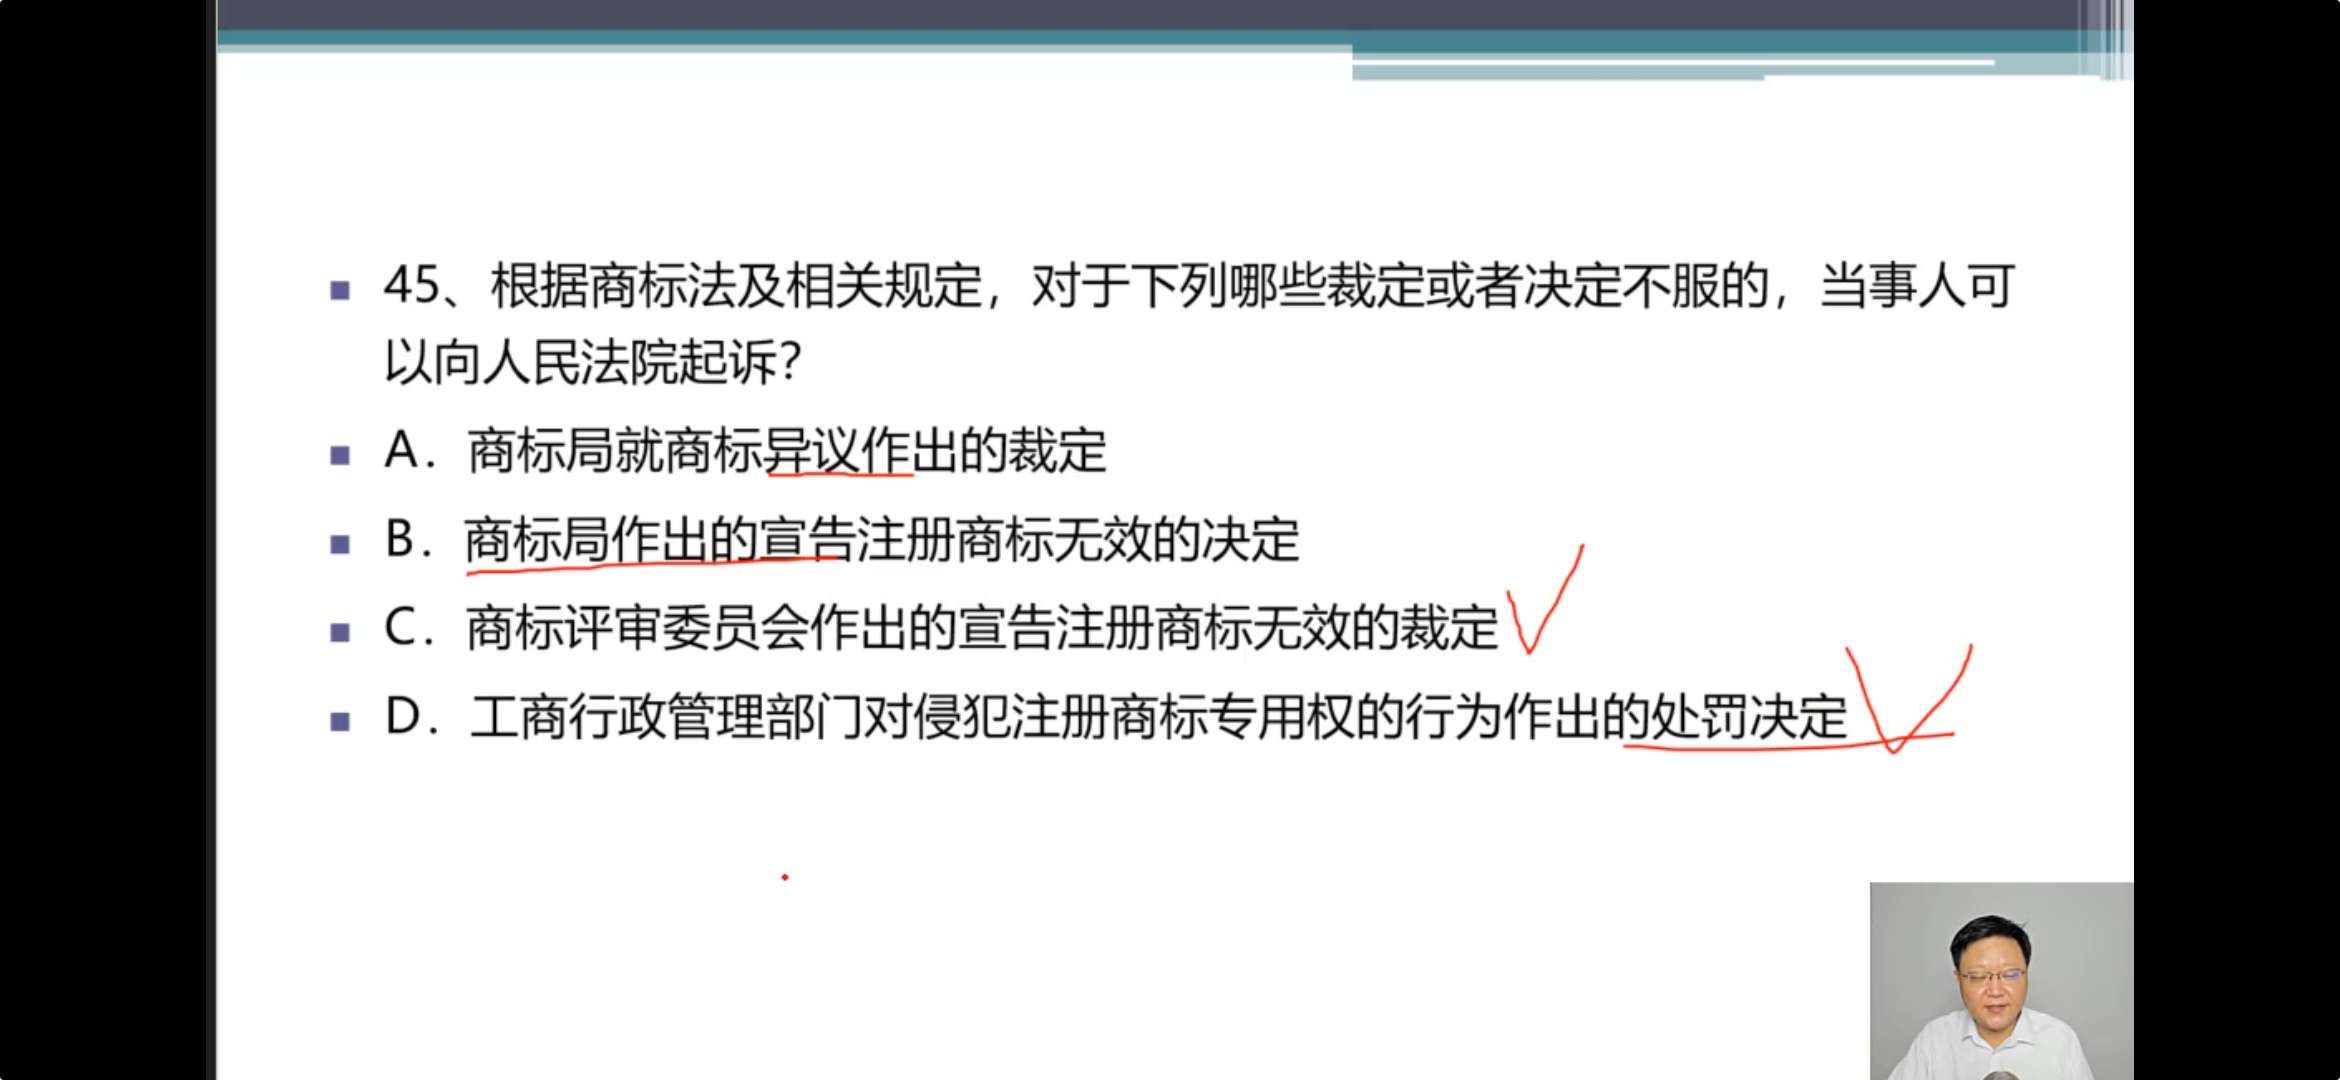 45、根据商标法及相关规定，对于下列哪些裁定或者决定不服的，当事人可
以向人民法院起诉?
A．商标局就商标异议作出的裁定
B．商标局作出的宣告注册商标无效的决定
C．商标评审委员会作出的宣告注册商标无效的裁定
D．工商行政管理部门对侵犯注册商标专用权的行为作出的处罚决定